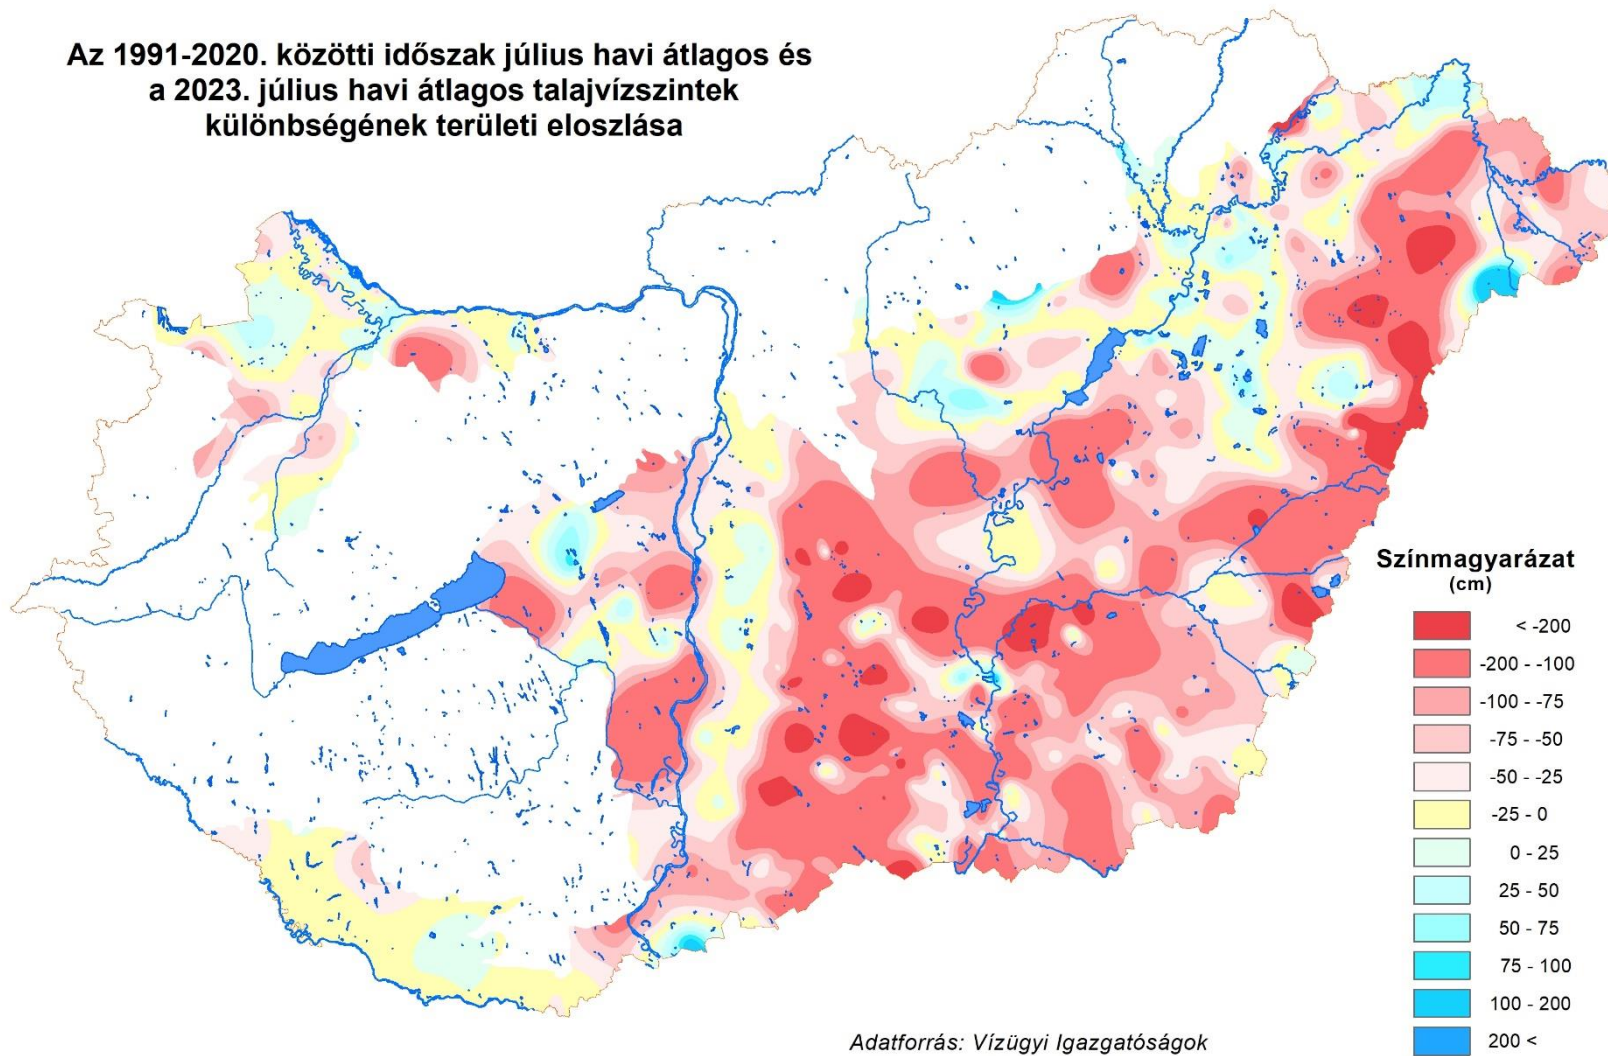 Az 1991-2020. közötti időszak július havi átlagos és
a 2023. július havi átlagos talajvízszintek
különbségének területi eloszlása
Színmagyarázat
(cm)
< -200
-200 - -100
-100 - -75
-75 - -50
-50 - -25
-25 - 0
0 - 25
25 - 50
50 - 75
75 - 100
100 - 200
200 <
Adatforrás: Vízügyi Igazgatóságok